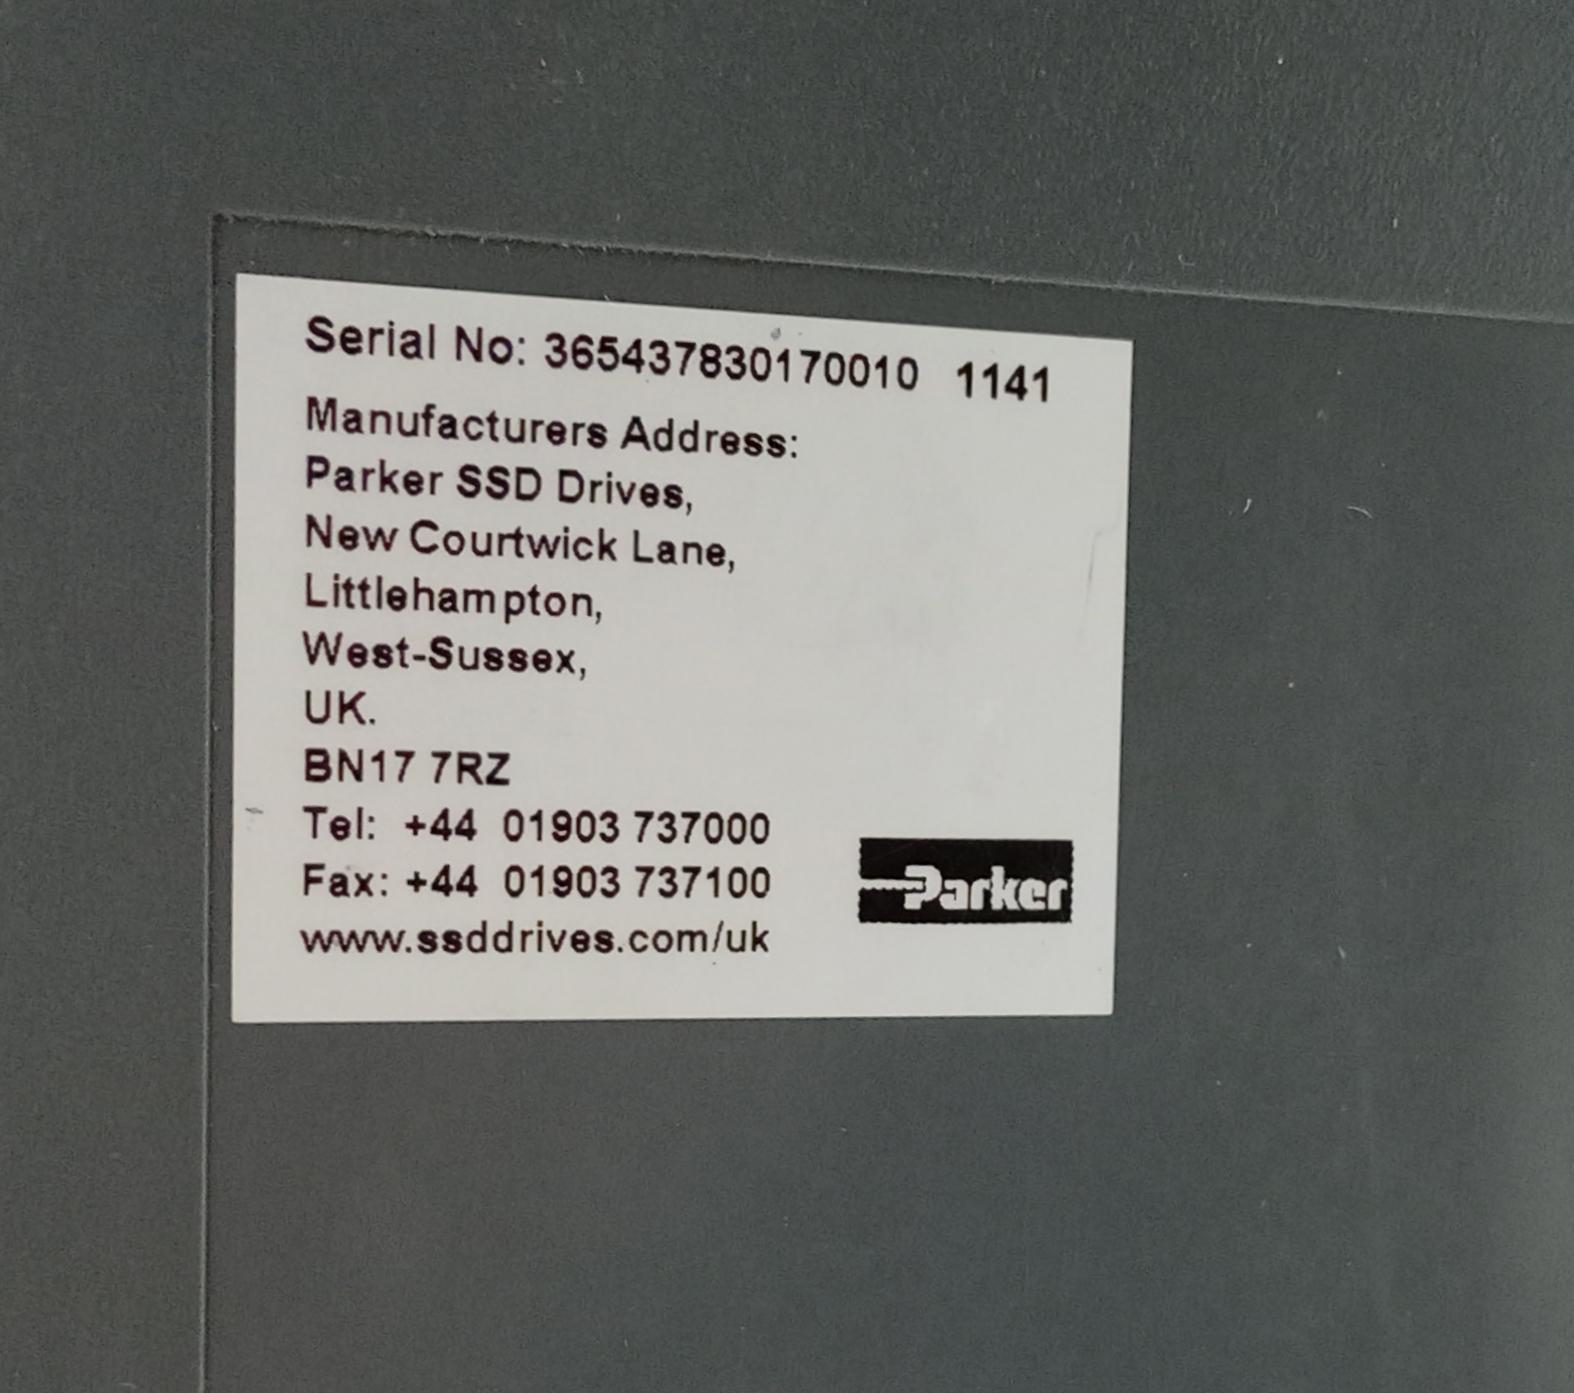 Serial No: 365437830170010 1141
Manufacturers Address:
Parker SSD Drives,
New Courtwick Lane,
Littlehampton,
West-Sussex,
UK.
BN17 7RZ
Tel: +44 01903 737000
Fax: +44 01903 737100
www.ssddrives.com/uk
Parker